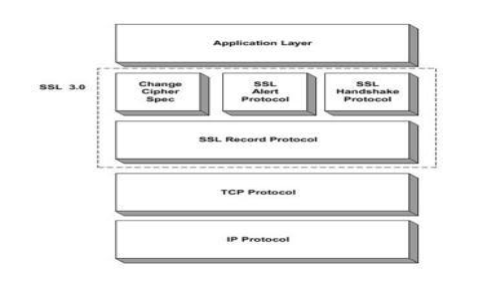 Application Layer
SSL 3.0
Change
Cipher
Spec
SSL
Alert
Protocol
SSL
Handshake
Protocol
SSL Record Protocol
TCP Protocol
IP Protocol